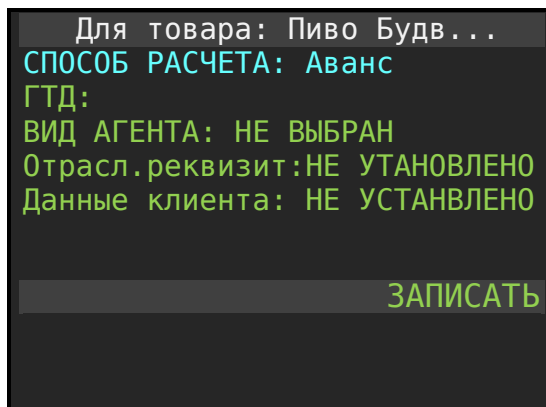 Для товара: Пиво Будв...
СПОСОБ РАСЧЕТА: Аванс
ГТД:
ВИД АГЕНТА: НЕ ВЫБРАН
Отрасл.реквизит:НЕ УТАНОВЛЕНО
Данные клиента: НЕ УСТАНВЛЕНО
ЗАПИСАТЬ